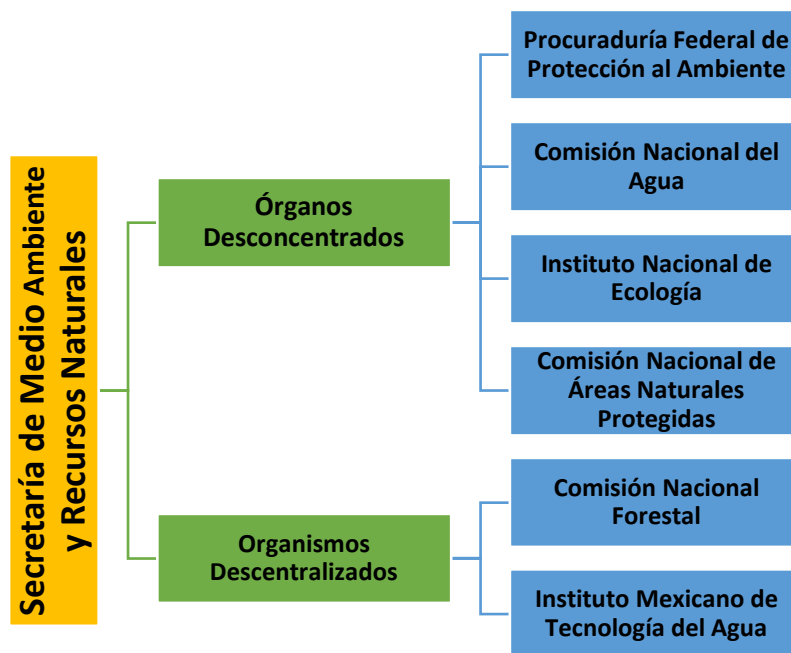 Secretaría de Medio Ambiente
y Recursos Naturales
Órganos
Desconcentrados
Procuraduría Federal de
Protección al Ambiente
Comisión Nacional del
Agua
Instituto Nacional de
Ecología
Comisión Nacional de
Áreas Naturales
Protegidas
Organismos
Descentralizados
Comisión Nacional
Forestal
Instituto Mexicano de
Tecnología del Agua